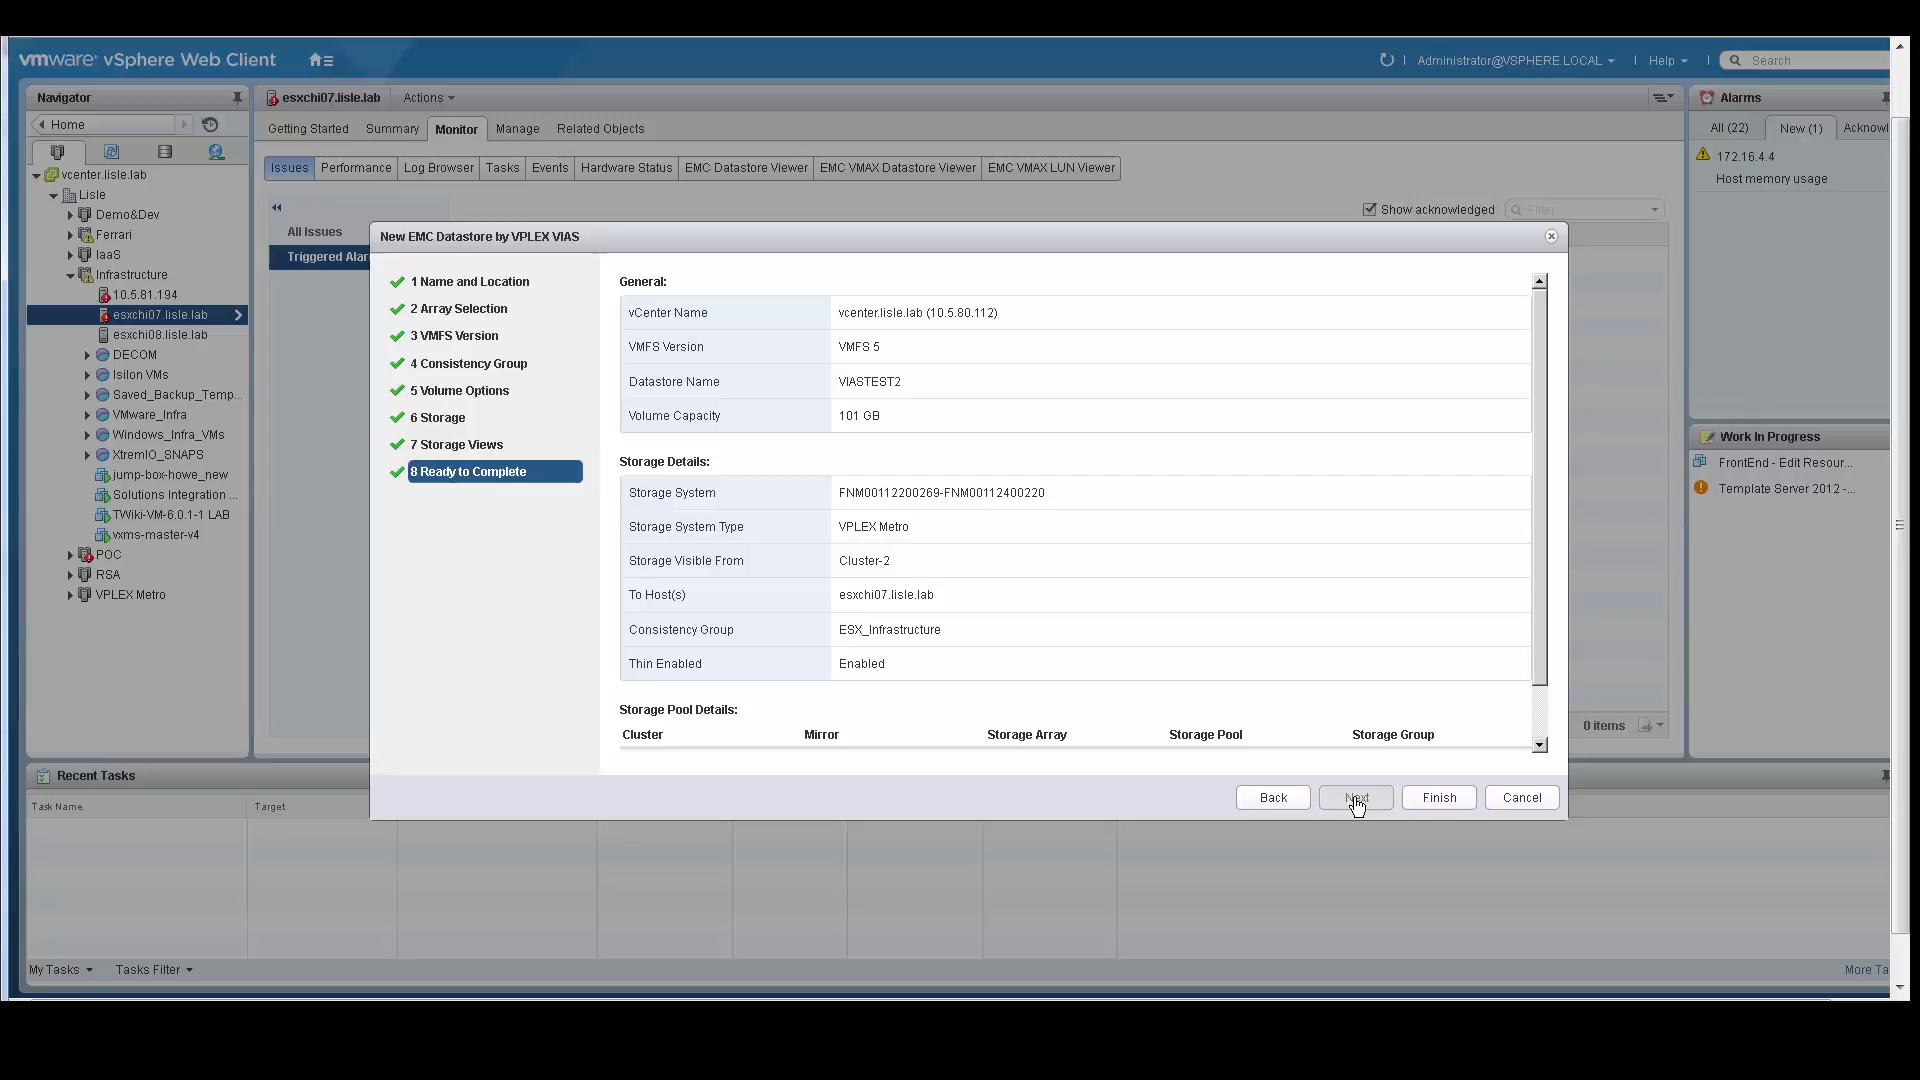 vmware® vSphere Web Client
Administrator@VSPHERE.LOCAL
Help
Search
Navigator
Home
vcenter.lisle.lab
Lisle
Demo&Dev
Ferrari
IaaS
Infrastructure
10.5.81.194
esxchi07.lisle.lab
esxchi08.lisle.lab
DECOM
Isilon VMs
Saved_Backup_Temp...
VMware_Infra
Windows_Infra_VMs
XtremIO_SNAPS
jump-box-howe_new
Solutions Integration ...
TWiki-VM-6.0.1-1 LAB
vxms-master-v4
POC
RSA
VPLEX Metro
esxchi07.lisle.lab
Actions
Getting Started
Summary
Monitor
Manage
Related Objects
Issues
Performance
Log Browser
Tasks
Events
Hardware Status
EMC Datastore Viewer
EMC VMAX Datastore Viewer
EMC VMAX LUN Viewer
All Issues
Triggered Alar
Show acknowledged
Filter
0 items
New EMC Datastore by VPLEX VIAS
1 Name and Location
2 Array Selection
3 VMFS Version
4 Consistency Group
5 Volume Options
6 Storage
7 Storage Views
8 Ready to Complete
General:
vCenter Name
vcenter.lisle.lab (10.5.80.112)
VMFS Version
VMFS 5
Datastore Name
VIASTEST2
Volume Capacity
101 GB
Storage Details:
Storage System
FNM00112200269-FNM00112400220
Storage System Type
VPLEX Metro
Storage Visible From
Cluster-2
To Host(s)
esxchi07.lisle.lab
Consistency Group
ESX_Infrastructure
Thin Enabled
Enabled
Storage Pool Details:
Cluster
Mirror
Storage Array
Storage Pool
Storage Group
Back
Next
Finish
Cancel
Alarms
All (22)
New (1)
Acknowl
172.16.4.4
Host memory usage
Work In Progress
FrontEnd - Edit Resour...
Template Server 2012 -...
Recent Tasks
Task Name
Target
My Tasks
Tasks Filter
More Ta